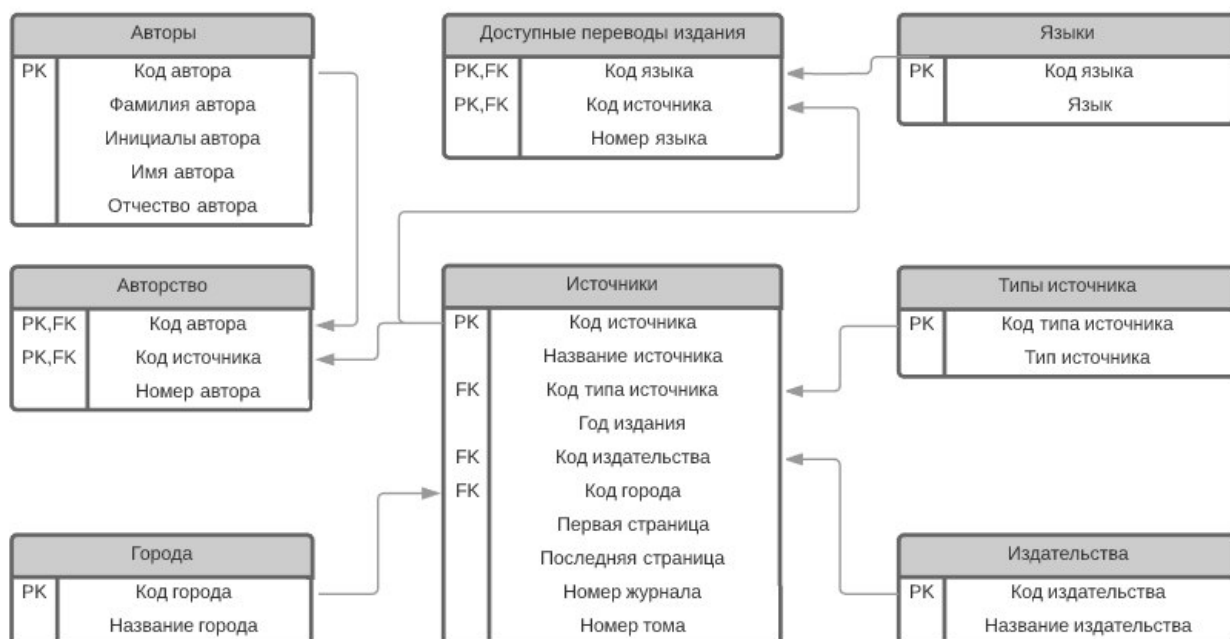 Авторы
PK Код автора
Фамилия автора
Инициалы автора
Имя автора
Отчество автора
Доступные переводы издания
PK,FK Код языка
PK,FK Код источника
Номер языка
Языки
PK Код языка
Язык
Авторство
PK,FK Код автора
PK,FK Код источника
Номер автора
Источники
PK Код источника
Название источника
FK Код типа источника
Год издания
FK Код издательства
FK Код города
Первая страница
Последняя страница
Номер журнала
Номер тома
Типы источника
PK Код типа источника
Тип источника
Города
PK Код города
Название города
Издательства
PK Код издательства
Название издательства